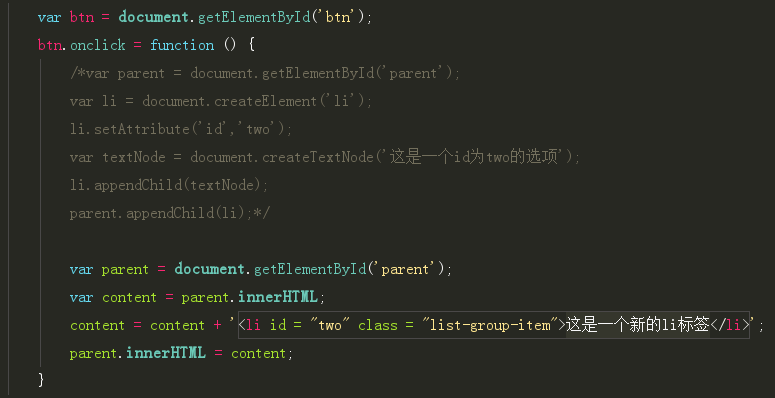 var btn = document.getElementById('btn');
btn.onclick = function () {
/*var parent = document.getElementById('parent');
var li = document.createElement('li');
li.setAttribute('id','two');
var textNode = document.createTextNode('这是一个id为two的选项');
li.appendChild(textNode);
parent.appendChild(li);*/
var parent = document.getElementById('parent');
var content = parent.innerHTML;
content = content + '<li id = "two" class = "list-group-item">这是一个新的li标签</li>';
parent.innerHTML = content;
}